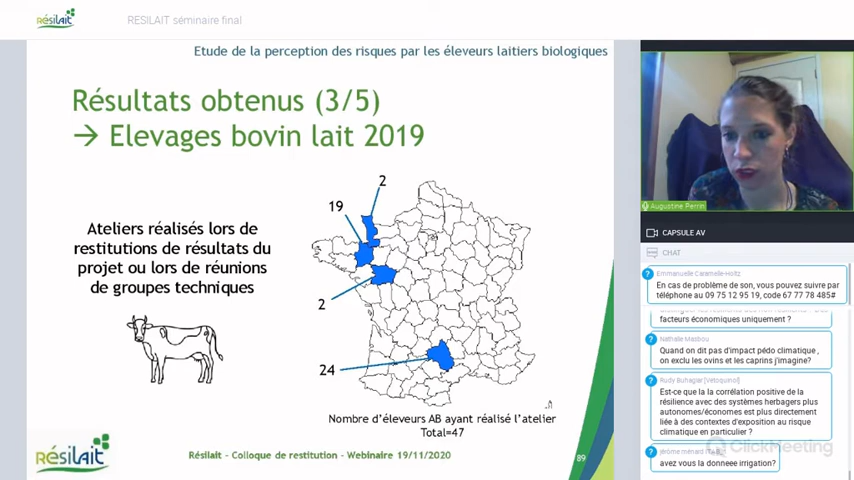 Résilait
RESILAIT séminaire final
Etude de la perception des risques par les éleveurs laitiers biologiques
Résultats obtenus (3/5)
→ Elevages bovin lait 2019
Ateliers réalisés lors de
restitutions de résultats du
projet ou lors de réunions
de groupes techniques
2
19
2
24
Nombre d'éleveurs AB ayant réalisé l'atelier
Total=47
Résilait
Résilait - Colloque de restitution - Webinaire 19/11/2020
89
Augustine Perrin
CAPSULE AV
CHAT
Emmanuelle Caramelle-Holtz
En cas de problème de son, vous pouvez suivre par
téléphone au 09 75 12 95 19, code 67 77 78 485#
facteurs économiques uniquement ?
Nathalie Masbou
Quand on dit pas d'impact pédo climatique ,
on exclu les ovins et les caprins j'imagine?
Rudy Buhagiar [Vetoquinol]
Est-ce que la la corrélation positive de la
résilience avec des systèmes herbagers plus
autonomes/économes est plus directement
liée à des contextes d'exposition au risque
climatique en particulier ?
ClickMeeting
jérôme ménard
avez vous la donneee irrigation?